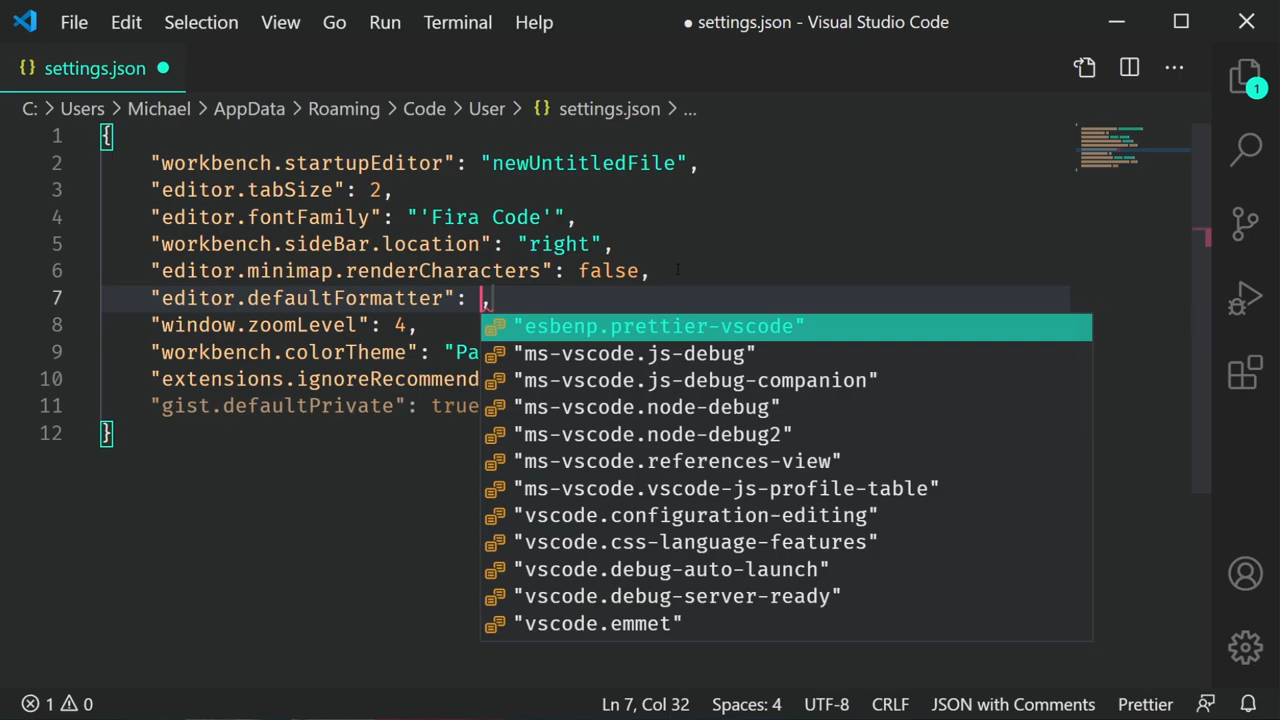 File Edit Selection View Go Run Terminal Help ● settings.json - Visual Studio Code
{} settings.json ●
C: > Users > Michael > AppData > Roaming > Code > User > {} settings.json > ...
1 {
2 "workbench.startupEditor": "newUntitledFile",
3 "editor.tabSize": 2,
4 "editor.fontFamily": "'Fira Code'",
5 "workbench.sideBar.location": "right",
6 "editor.minimap.renderCharacters": false,
7 "editor.defaultFormatter": ,
8 "window.zoomLevel": 4,
9 "workbench.colorTheme": "Pa
10 "extensions.ignoreRecommend
11 "gist.defaultPrivate": true
12 }
"esbenp.prettier-vscode"
"ms-vscode.js-debug"
"ms-vscode.js-debug-companion"
"ms-vscode.node-debug"
"ms-vscode.node-debug2"
"ms-vscode.references-view"
"ms-vscode.vscode-js-profile-table"
"vscode.configuration-editing"
"vscode.css-language-features"
"vscode.debug-auto-launch"
"vscode.debug-server-ready"
"vscode.emmet"
1
1 0 Ln 7, Col 32 Spaces: 4 UTF-8 CRLF JSON with Comments Prettier